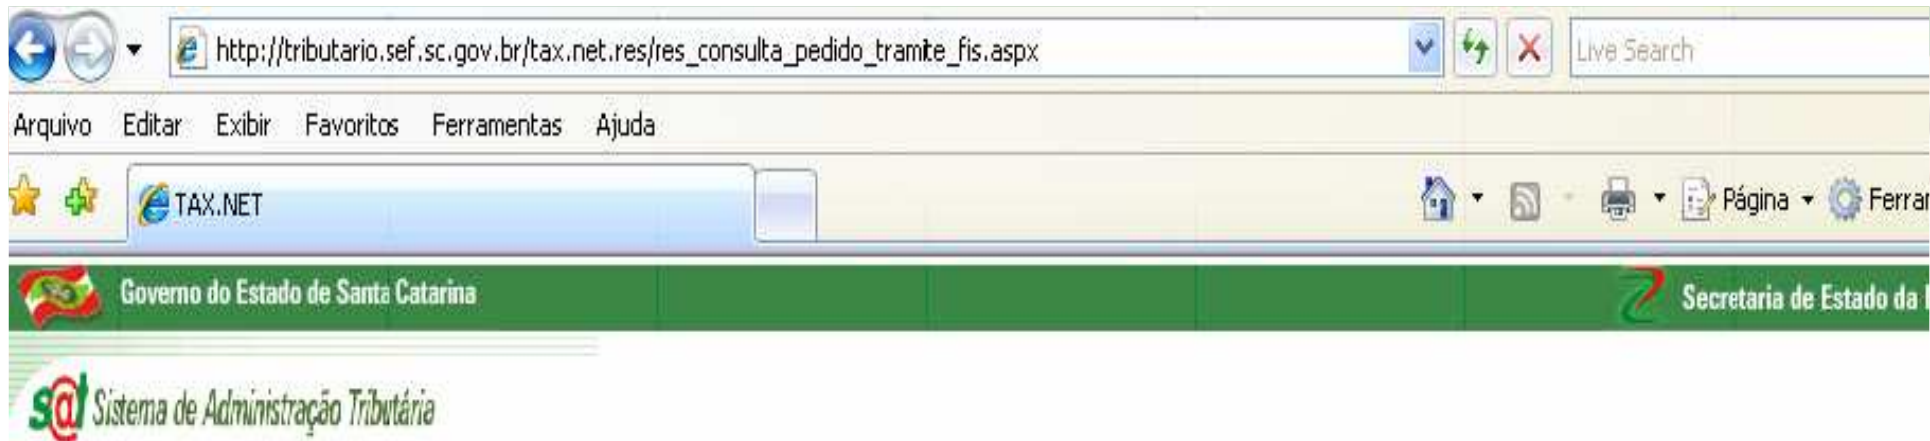 http://tributario.sef.sc.gov.br/tax.net.res/res_consulta_pedido_tramite_fis.aspx Live Search
Arquivo Editar Exibir Favoritos Ferramentas Ajuda
TAX.NET Página Ferrar
Governo do Estado de Santa Catarina Secretaria de Estado da
s@t Sistema de Administração Tributária